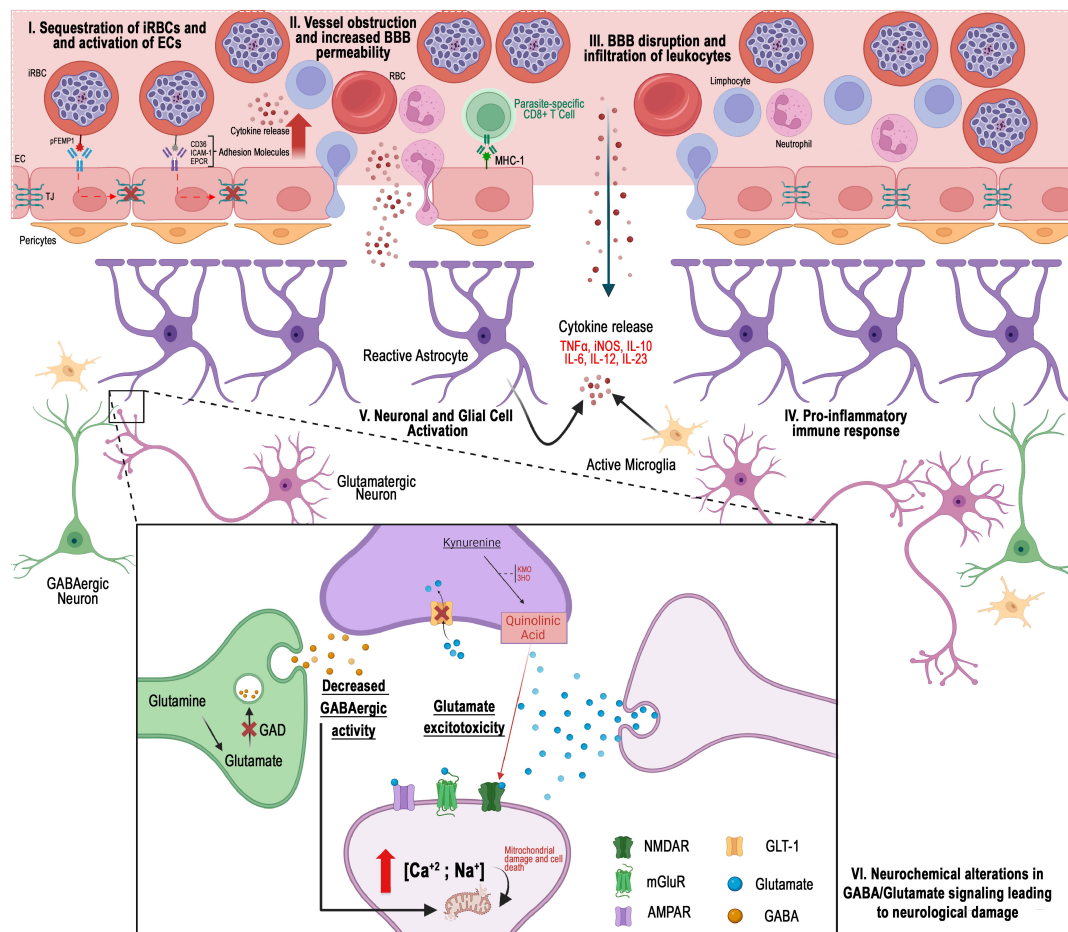 I. Sequestration of iRBCs and
and activation of ECs
II. Vessel obstruction
and increased BBB
permeability
III. BBB disruption and
infiltration of leukocytes
iRBC
pFEMP1
CD36
ICAM-1
EPCR
Adhesion Molecules
Cytokine release
RBC
Parasite-specific
CD8+ T Cell
MHC-1
Limphocyte
Neutrophil
EC
TJ
Pericytes
Reactive Astrocyte
Cytokine release
TNFα, iNOS, IL-10
IL-6, IL-12, IL-23
V. Neuronal and Glial Cell
Activation
IV. Pro-inflammatory
immune response
Active Microglia
Glutamatergic
Neuron
GABAergic
Neuron
Kynurenine
KMO
3HO
Quinolinic
Acid
Glutamine
GAD
Glutamate
Decreased
GABAergic
activity
Glutamate
excitotoxicity
[Ca+2 ; Na+]
Mitrochondrial
damage and cell
death
NMDAR
GLT-1
mGluR
Glutamate
AMPAR
GABA
VI. Neurochemical alterations in
GABA/Glutamate signaling leading
to neurological damage